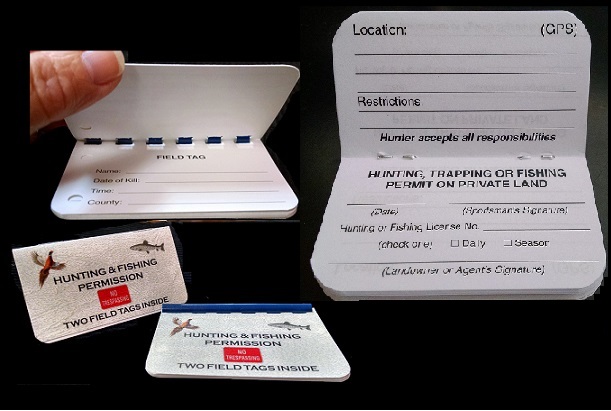 FIELD TAG
Name:
Date of Kill:
Time:
County:
HUNTING & FISHING
PERMISSION
NO
TRESPASSING
TWO FIELD TAGS INSIDE
HUNTING & FISHING
PERMISSION
NO
TRESPASSING
TWO FIELD TAGS INSIDE
Location: (GPS)
Restrictions
Hunter accepts all responsibilities
HUNTING, TRAPPING OR FISHING
PERMIT ON PRIVATE LAND
(Date) (Sportsman's Signature)
Hunting or Fishing License No.
(check one) ☐ Daily ☐ Season
(Landowner or Agent's Signature)